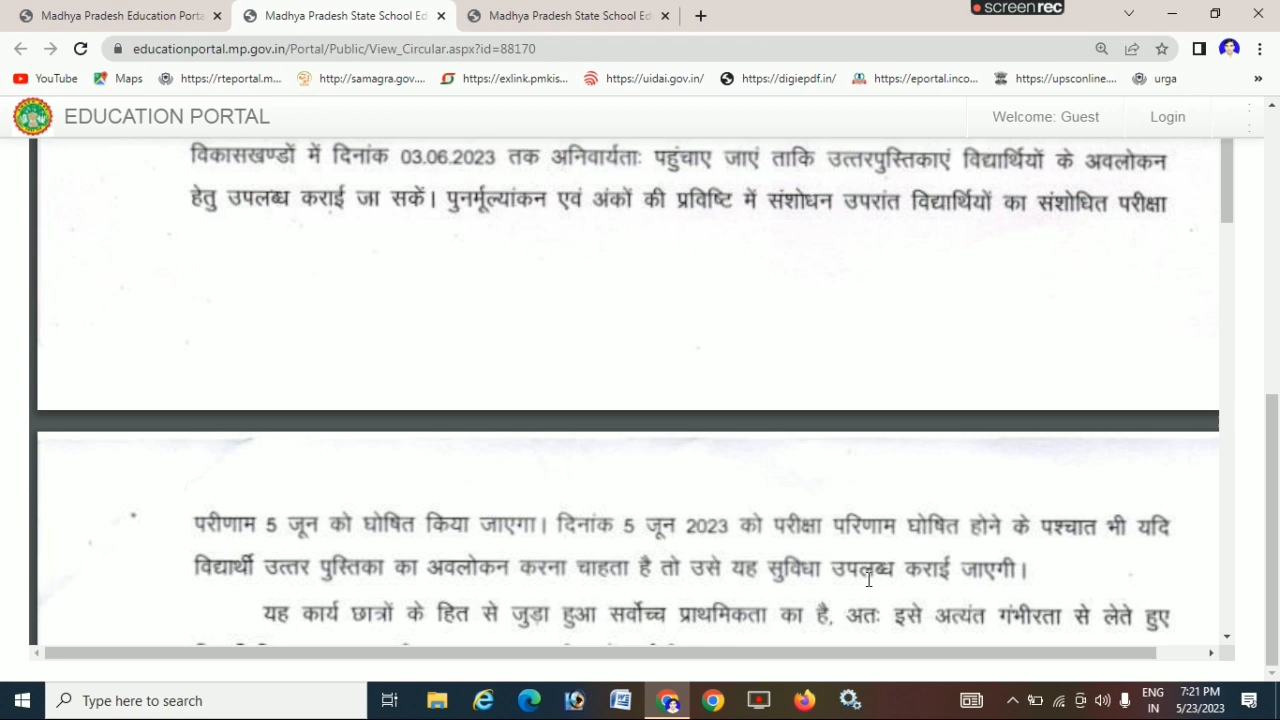 Madhya Pradesh Education Porta
Madhya Pradesh State School Ed
Madhya Pradesh State School Ed
screenrec
educationportal.mp.gov.in/Portal/Public/View_Circular.aspx?id=88170
YouTube Maps https://rteportal.m... http://samagra.gov.... https://exlink.pmkis... https://uidai.gov.in/ https://digiepdf.in/ https://eportal.inco... https://upsconline.... urga
EDUCATION PORTAL Welcome: Guest Login
विकासखण्डों में दिनांक 03.06.2023 तक अनिवार्यतः पहुंचाए जाएं ताकि उत्तरपुस्तिकाएं विद्यार्थियों के अवलोकन
हेतु उपलब्ध कराई जा सकें। पुनर्मूल्यांकन एवं अंकों की प्रविष्टि में संशोधन उपरांत विद्यार्थियों का संशोधित परीक्षा
परीणाम 5 जून को घोषित किया जाएगा। दिनांक 5 जून 2023 को परीक्षा परिणाम घोषित होने के पश्चात भी यदि
विद्यार्थी उत्तर पुस्तिका का अवलोकन करना चाहता है तो उसे यह सुविधा उपलब्ध कराई जाएगी।
यह कार्य छात्रों के हित से जुड़ा हुआ सर्वोच्च प्राथमिकता का है, अतः इसे अत्यंत गंभीरता से लेते हुए
Type here to search
ENG
IN
7:21 PM
5/23/2023